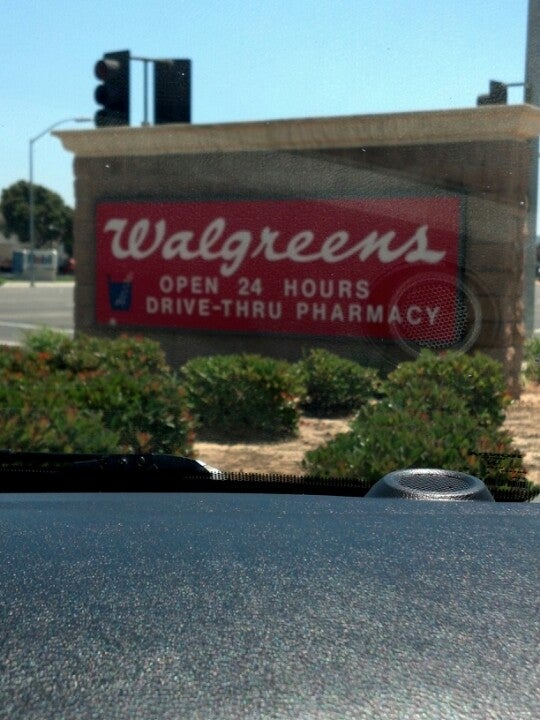 Walgreens
OPEN 24 HOURS
DRIVE-THRU PHARMACY